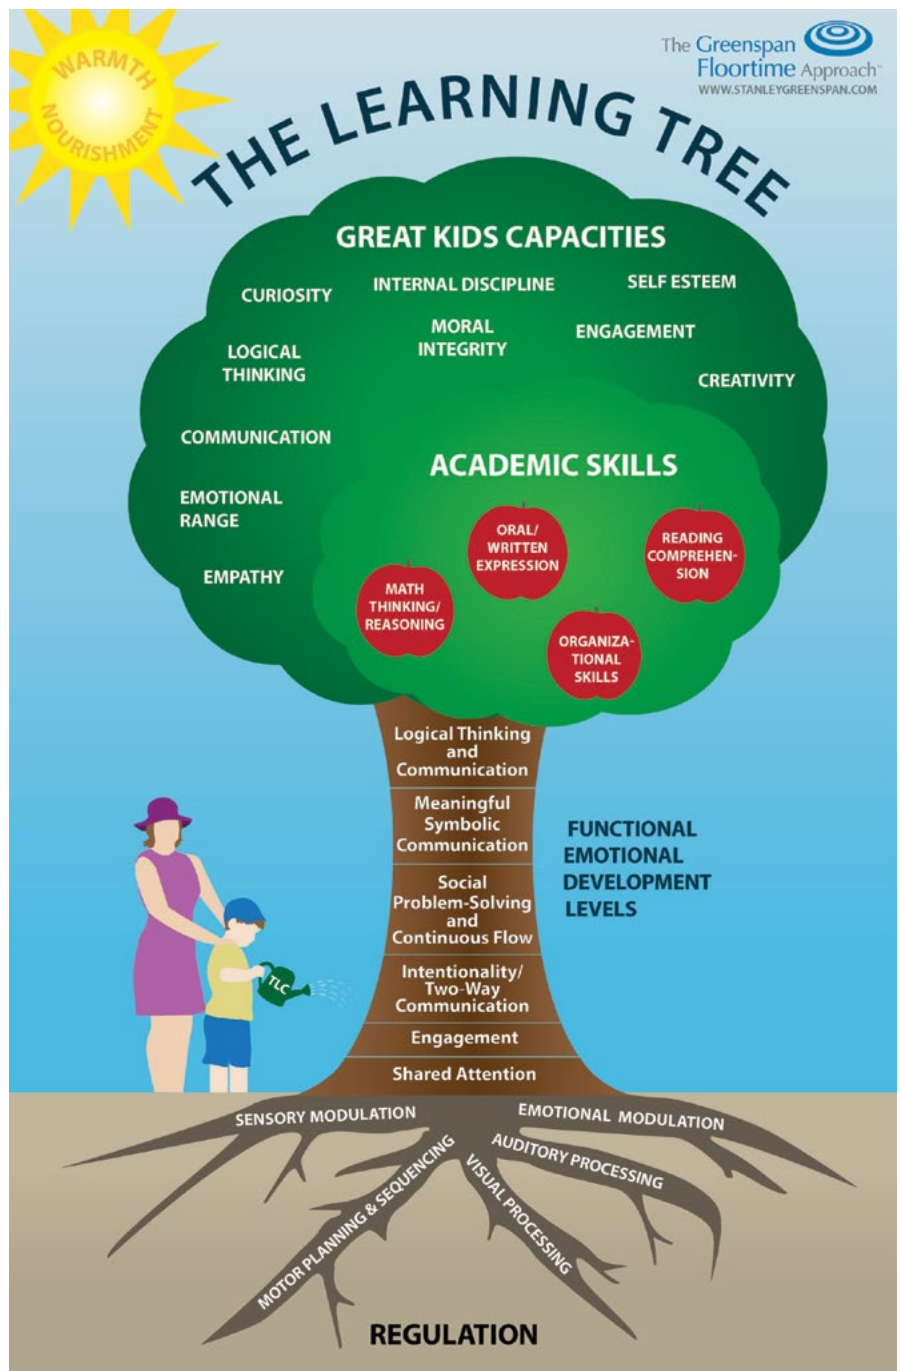 WARMTH
NOURISHMENT
The Greenspan
Floortime Approach™
WWW.STANLEYGREENSPAN.COM
THE LEARNING TREE
GREAT KIDS CAPACITIES
CURIOSITY
INTERNAL DISCIPLINE
SELF ESTEEM
LOGICAL
THINKING
MORAL
INTEGRITY
ENGAGEMENT
CREATIVITY
COMMUNICATION
EMOTIONAL
RANGE
EMPATHY
ACADEMIC SKILLS
MATH
THINKING/
REASONING
ORAL/
WRITTEN
EXPRESSION
READING
COMPREHEN-
SION
ORGANIZA-
TIONAL
SKILLS
Logical Thinking
and
Communication
Meaningful
Symbolic
Communication
Social
Problem-Solving
and
Continuous Flow
Intentionality/
Two-Way
Communication
Engagement
Shared Attention
FUNCTIONAL
EMOTIONAL
DEVELOPMENT
LEVELS
TLC
SENSORY MODULATION
EMOTIONAL MODULATION
MOTOR PLANNING & SEQUENCING
VISUAL PROCESSING
AUDITORY PROCESSING
REGULATION